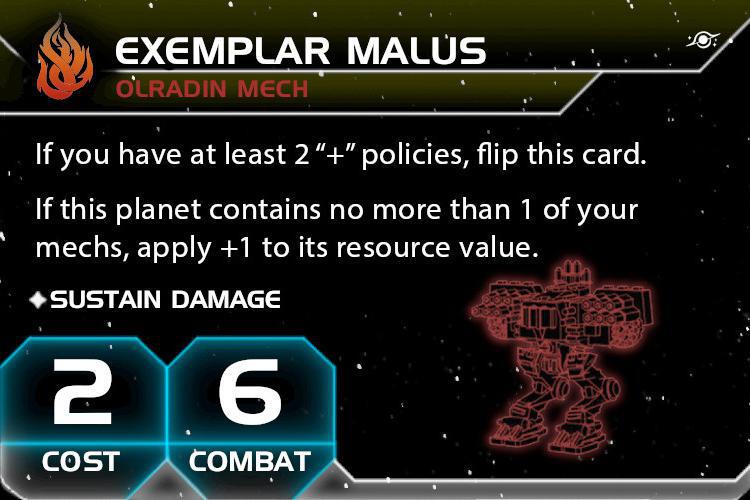 EXEMPLAR MALUS
OLRADIN MECH
If you have at least 2 “+” policies, flip this card.
If this planet contains no more than 1 of your
mechs, apply +1 to its resource value.
SUSTAIN DAMAGE
2 6
COST COMBAT